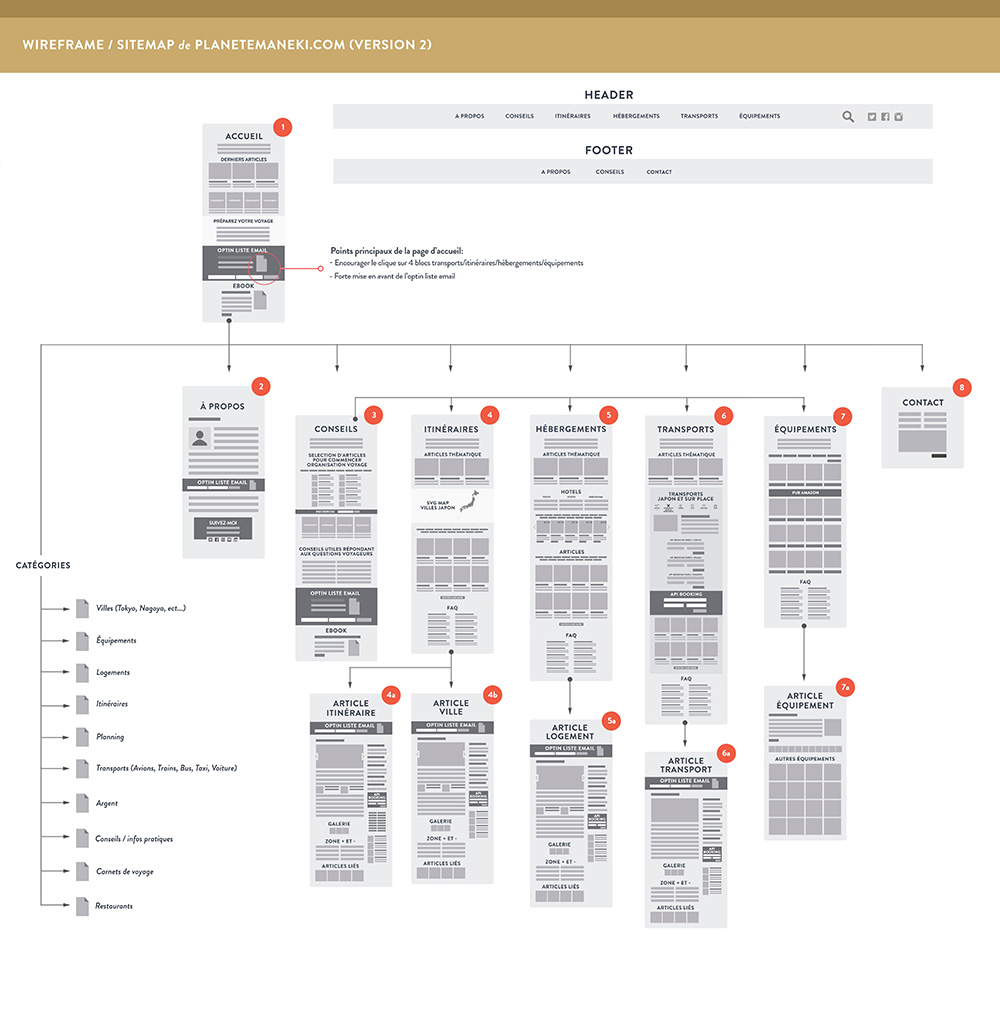 WIREFRAME / SITEMAP de PLANETEMANEKI.COM (VERSION 2)
HEADER
A PROPOS CONSEILS ITINÉRAIRES HÉBERGEMENTS TRANSPORTS ÉQUIPEMENTS
FOOTER
A PROPOS CONSEILS CONTACT
1
ACCUEIL
DERNIERS ARTICLES
PRÉPAREZ VOTRE VOYAGE
OPTIN LISTE EMAIL
EBOOK
Points principaux de la page d'accueil:
- Encourager le clique sur 4 blocs transports/itinéraires/hébergements/équipements
- Forte mise en avant de l'optin liste email
2
À PROPOS
OPTIN LISTE EMAIL
SUIVEZ-MOI
3
CONSEILS
SELECTION D'ARTICLES
POUR COMMENCER
ORGANISATION VOYAGE
CONSEILS UTILES RÉPONDANT
AUX QUESTIONS VOYAGEURS
OPTIN LISTE EMAIL
EBOOK
4
ITINÉRAIRES
ARTICLES THÉMATIQUE
SVG MAP
VILLES JAPON
FAQ
5
HÉBERGEMENTS
ARTICLES THÉMATIQUE
HOTELS
ARTICLES
FAQ
6
TRANSPORTS
ARTICLES THÉMATIQUE
TRANSPORTS
JAPON ET SUR PLACE
API BOOKING
FAQ
7
ÉQUIPEMENTS
PUB AMAZON
FAQ
8
CONTACT
4a
ARTICLE
ITINÉRAIRE
OPTIN LISTE EMAIL
API
BOOKING
GALERIE
ZONE + ET -
ARTICLES LIÉS
4b
ARTICLE
VILLE
OPTIN LISTE EMAIL
API
BOOKING
GALERIE
ZONE + ET -
ARTICLES LIÉS
5a
ARTICLE
LOGEMENT
OPTIN LISTE EMAIL
API
BOOKING
GALERIE
ZONE + ET -
ARTICLES LIÉS
6a
ARTICLE
TRANSPORT
OPTIN LISTE EMAIL
API
BOOKING
GALERIE
ZONE + ET -
ARTICLES LIÉS
7a
ARTICLE
ÉQUIPEMENT
AUTRES ÉQUIPEMENTS
CATÉGORIES
Villes (Tokyo, Nagoya, ect...)
Équipements
Logements
Itinéraires
Planning
Transports (Avions, Trains, Bus, Taxi, Voiture)
Argent
Conseils / infos pratiques
Carnets de voyage
Restaurants